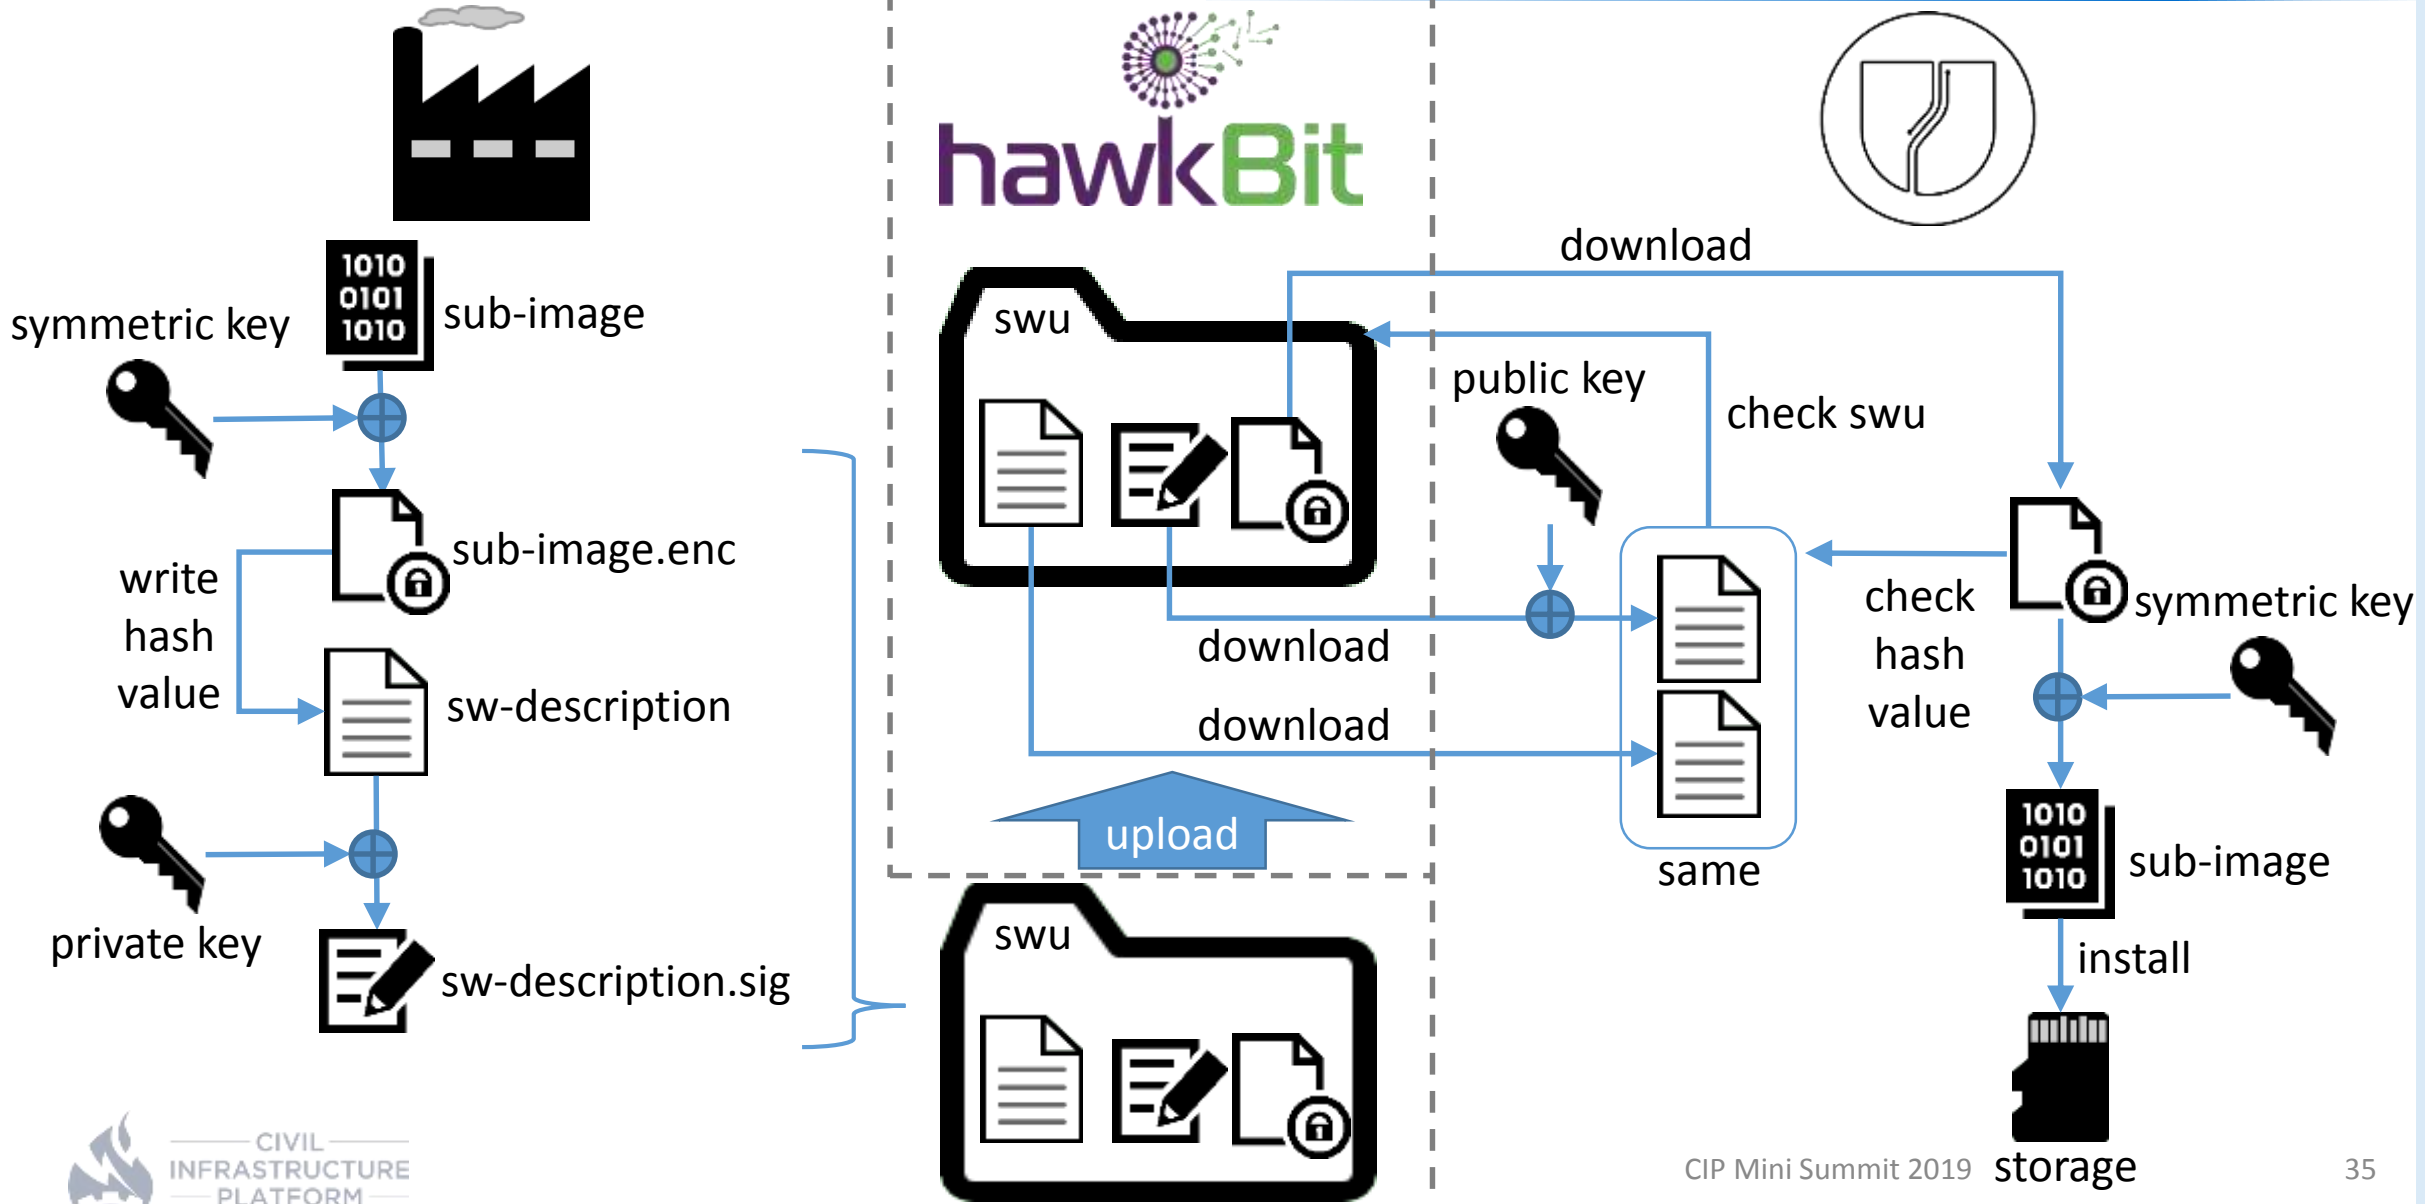 hawkBit
1010
0101
1010
sub-image
symmetric key
sub-image.enc
write
hash
value
sw-description
private key
sw-description.sig
swu
download
download
upload
swu
download
public key
check swu
same
check
hash
value
symmetric key
1010
0101
1010
sub-image
install
storage
CIVIL
INFRASTRUCTURE
PLATFORM
CIP Mini Summit 2019
35